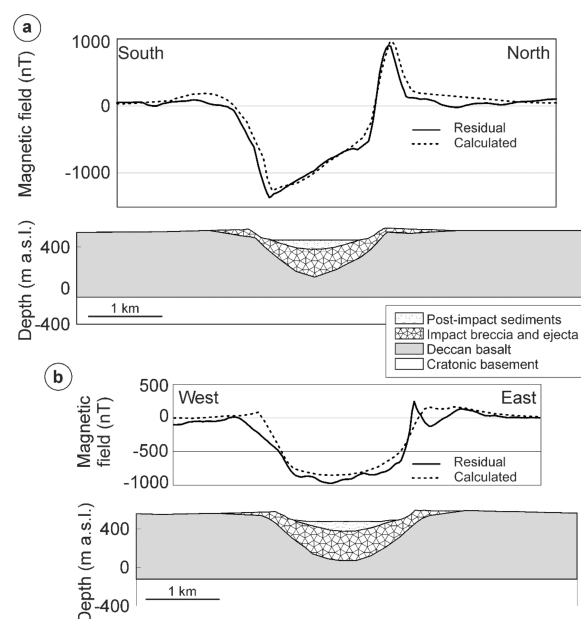 a
1000
South
North
Magnetic field (nT)
0
Residual
Calculated
-1000
Depth (m a.s.l.)
400
0
-400
1 km
Post-impact sediments
Impact breccia and ejecta
Deccan basalt
Cratonic basement
b
500
West
East
Magnetic
field (nT)
0
-500
Residual
Calculated
-1000
Depth (m a.s.l.)
400
0
-400
1 km